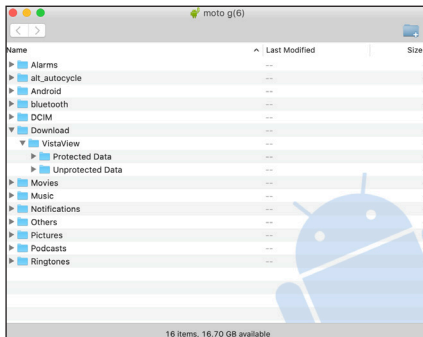 moto g(6)
Name Last Modified Size
Alarms --
alt_autocycle --
Android --
bluetooth --
DCIM --
Download --
VistaView --
Protected Data --
Unprotected Data --
Movies --
Music --
Notifications --
Others --
Pictures --
Podcasts --
Ringtones --
16 items, 16.70 GB available